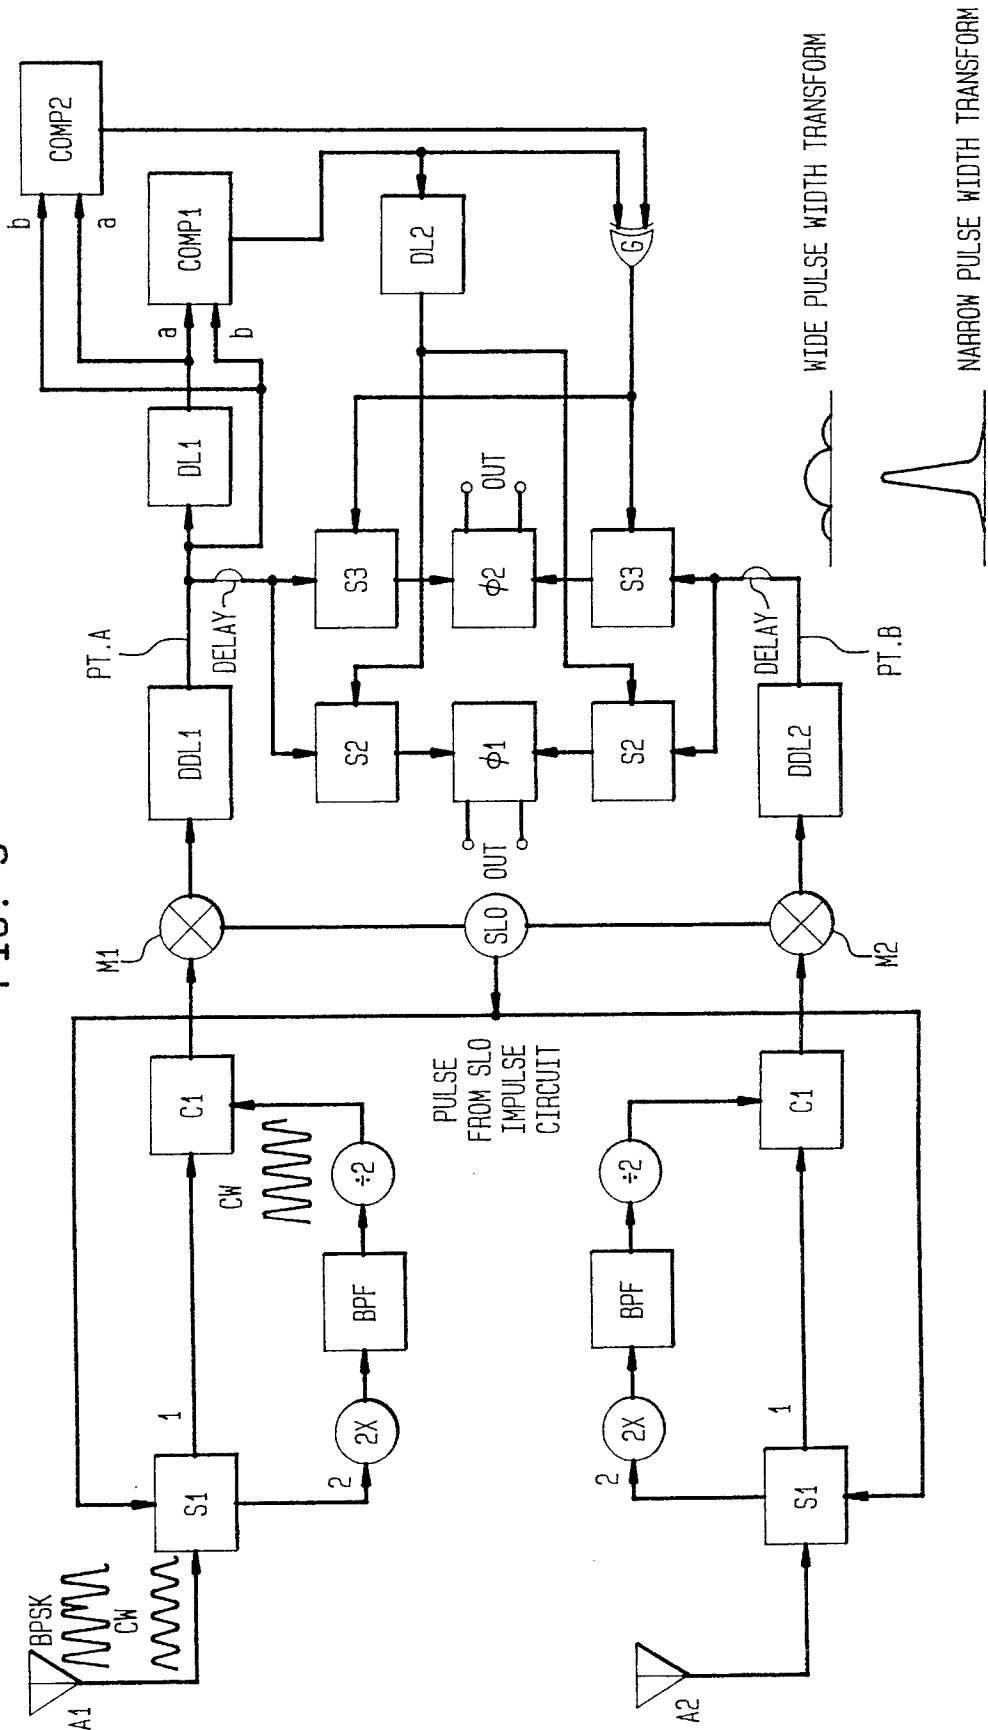 FIG.
A1
BPSK
CW
S1
1
2
2X
BPF
÷2
CW
C1
M1
DDL1
PT.A
DELAY
DL1
a
b
COMP1
b
a
COMP2
PULSE
FROM SLO
IMPULSE
CIRCUIT
SLO
OUT
S2
φ1
S2
S3
φ2
S3
OUT
DL2
G
A2
S1
2
1
2X
BPF
÷2
C1
M2
DDL2
PT.B
DELAY
WIDE PULSE WIDTH TRANSFORM
NARROW PULSE WIDTH TRANSFORM